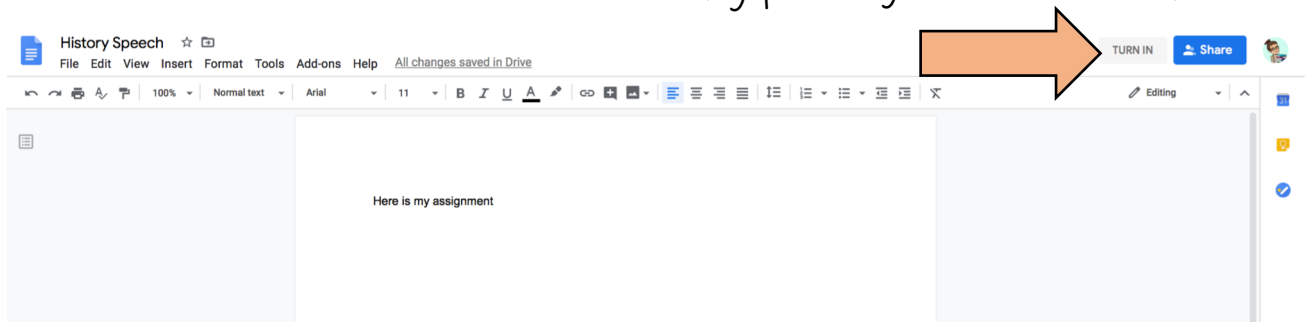 History Speech
TURN IN
Share
File Edit View Insert Format Tools Add-ons Help All changes saved in Drive
100% Normal text Arial 11 B I U A Editing
31
Here is my assignment